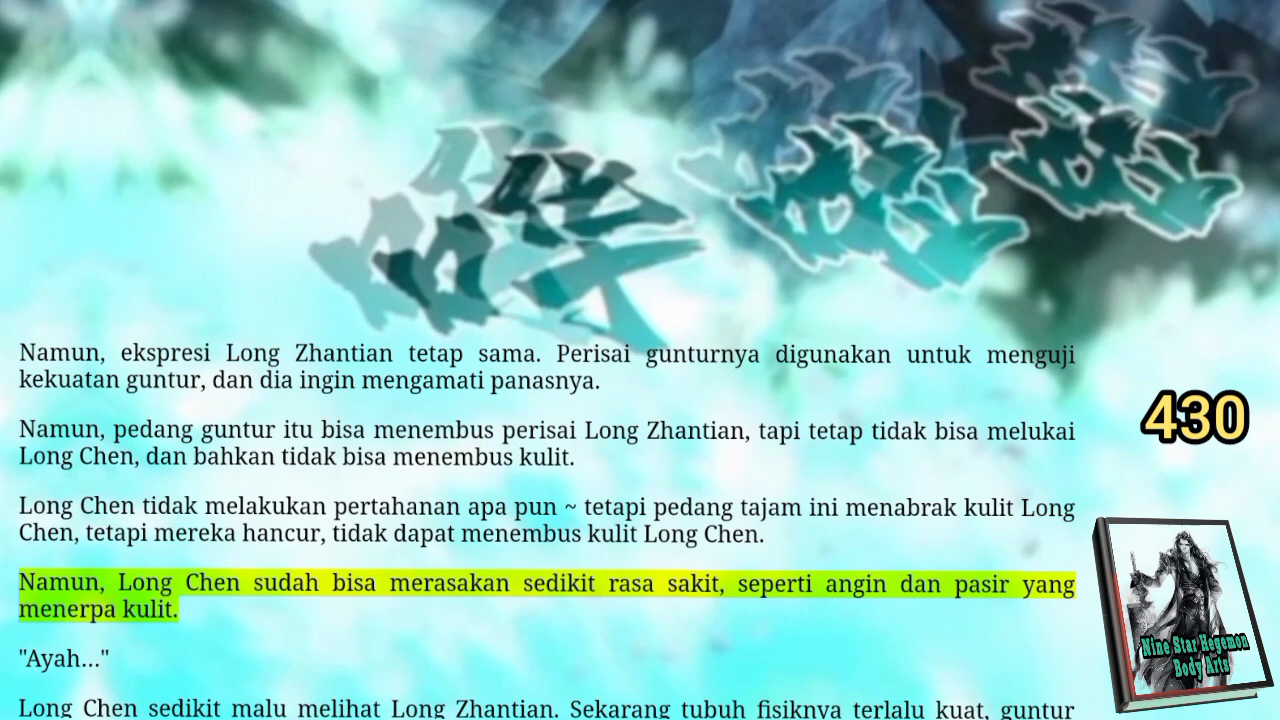 Namun, ekspresi Long Zhantian tetap sama. Perisai gunturnya digunakan untuk menguji
kekuatan guntur, dan dia ingin mengamati panasnya.
Namun, pedang guntur itu bisa menembus perisai Long Zhantian, tapi tetap tidak bisa melukai
Long Chen, dan bahkan tidak bisa menembus kulit.
Long Chen tidak melakukan pertahanan apa pun ~ tetapi pedang tajam ini menabrak kulit Long
Chen, tetapi mereka hancur, tidak dapat menembus kulit Long Chen.
Namun, Long Chen sudah bisa merasakan sedikit rasa sakit, seperti angin dan pasir yang
menerpa kulit.
"Ayah..."
Long Chen sedikit malu melihat Long Zhantian. Sekarang tubuh fisiknya terlalu kuat, guntur
430
Nine Star Hegemon
Body Arts